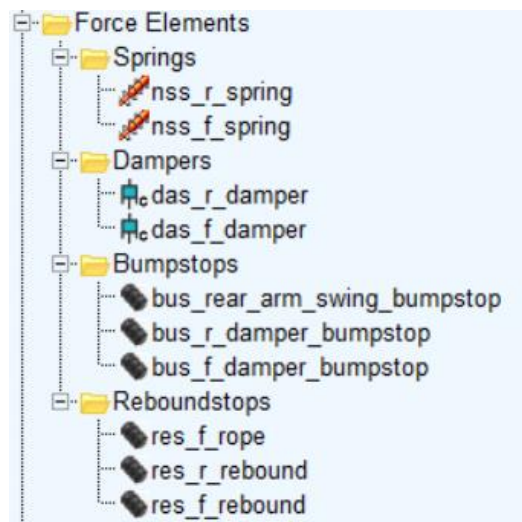 Force Elements
Springs
nss_r_spring
nss_f_spring
Dampers
das_r_damper
das_f_damper
Bumpstops
bus_rear_arm_swing_bumpstop
bus_r_damper_bumpstop
bus_f_damper_bumpstop
Reboundstops
res_f_rope
res_r_rebound
res_f_rebound